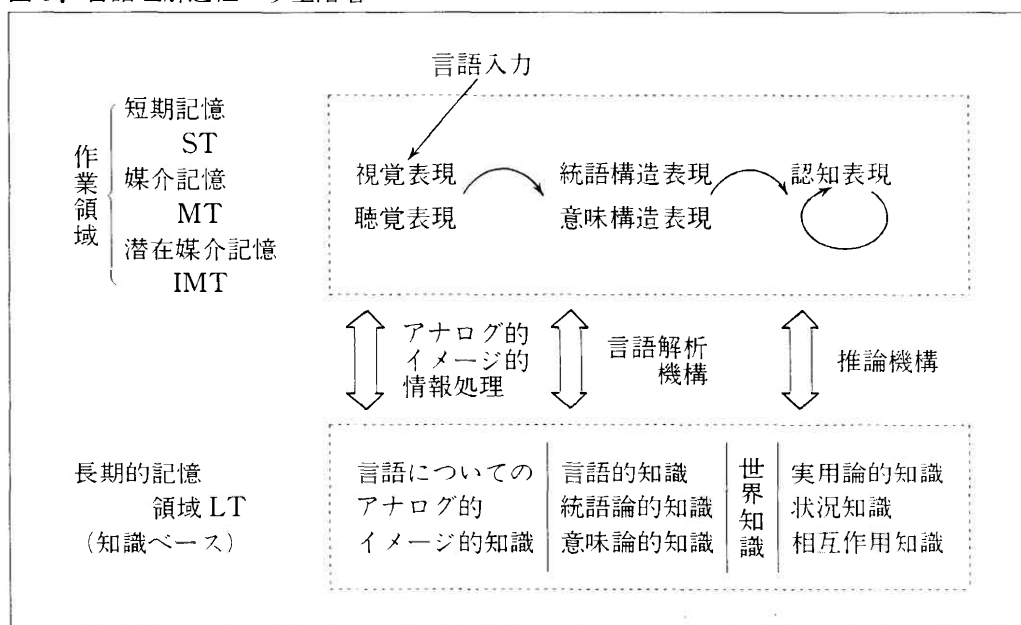 言語入力
作業領域
短期記憶
ST
媒介記憶
MT
潜在媒介記憶
IMT
視覚表現
聴覚表現
統語構造表現
意味構造表現
認知表現
アナログ的
イメージ的
情報処理
言語解析
機構
推論機構
長期的記憶
領域 LT
(知識ベース)
言語についての
アナログ的
イメージ的知識
言語的知識
統語論的知識
意味論的知識
世界知識
実用論的知識
状況知識
相互作用知識